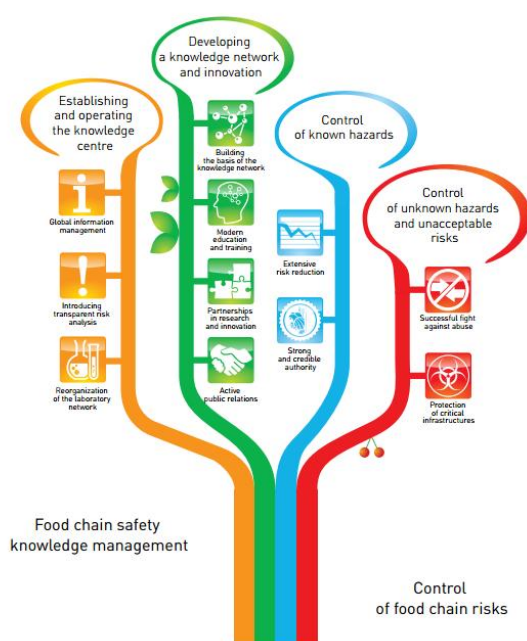 Developing
a knowledge network
and innovation
Building
the basis of the
knowledge network
Modern
education
and training
Partnerships
in research
and innovation
Active
public relations
Establishing
and operating
the knowledge
centre
Global information
management
Introducing
transparent risk
analysis
Reorganization
of the laboratory
network
Control
of known hazards
Extensive
risk reduction
Strong
and credible
authority
Control
of unknown hazards
and unacceptable
risks
Successful fight
against abuse
Protection
of critical
infrastructures
Food chain safety
knowledge management
Control
of food chain risks